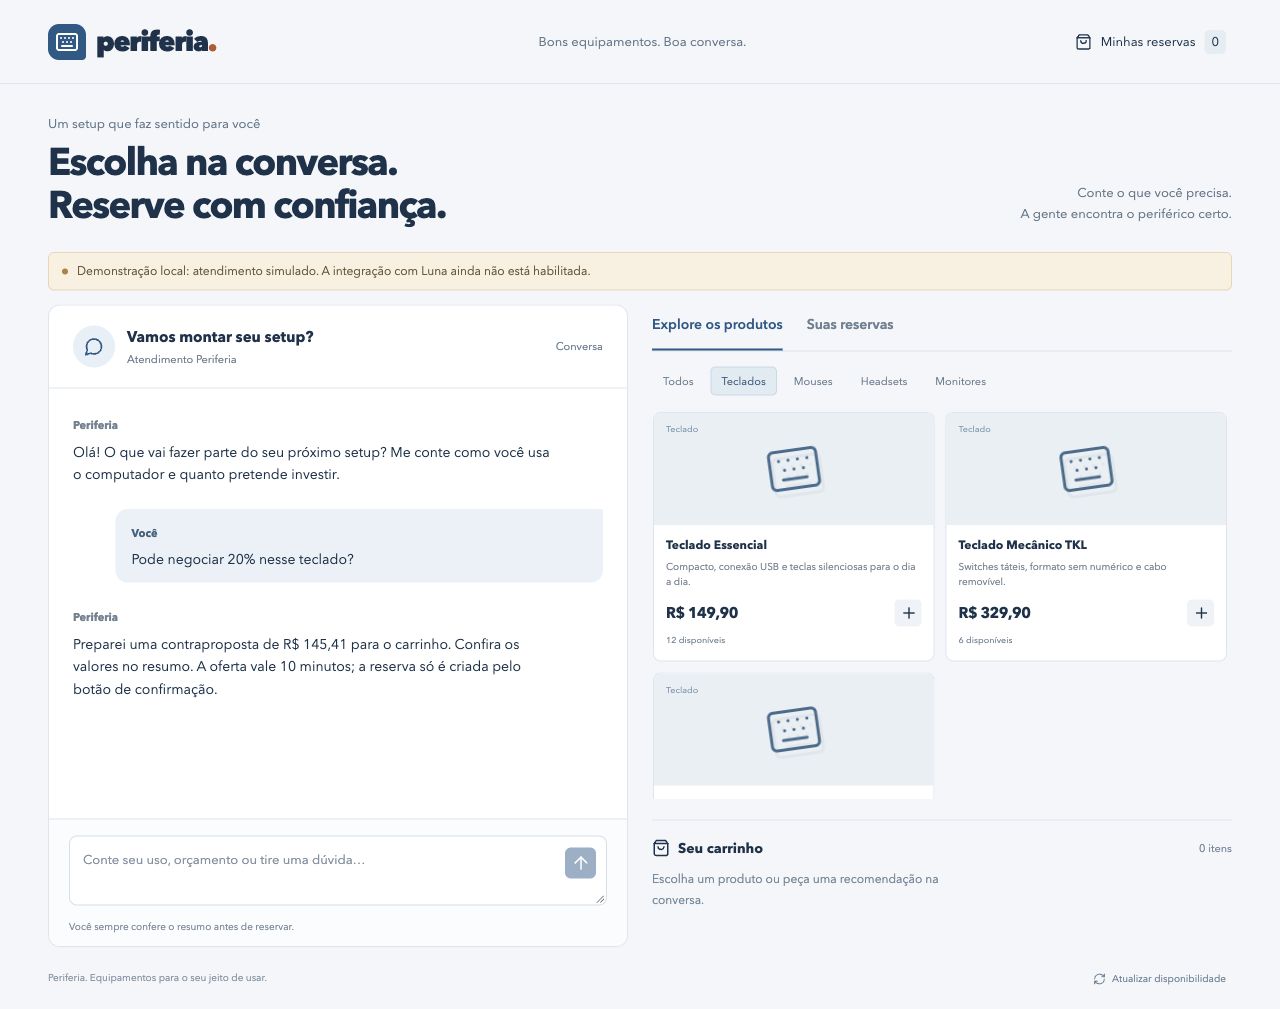 periferia.
Bons equipamentos. Boa conversa.
Minhas reservas 0
Um setup que faz sentido para você
Escolha na conversa.
Reserve com confiança.
Conte o que você precisa.
A gente encontra o periférico certo.
Demonstração local: atendimento simulado. A integração com Luna ainda não está habilitada.
Vamos montar seu setup?
Atendimento Periferia
Conversa
Periferia
Olá! O que vai fazer parte do seu próximo setup? Me conte como você usa
o computador e quanto pretende investir.
Você
Pode negociar 20% nesse teclado?
Periferia
Preparei uma contraproposta de R$ 145,41 para o carrinho. Confira os
valores no resumo. A oferta vale 10 minutos; a reserva só é criada pelo
botão de confirmação.
Conte seu uso, orçamento ou tire uma dúvida…
Você sempre confere o resumo antes de reservar.
Explore os produtos Suas reservas
Todos Teclados Mouses Headsets Monitores
Teclado
Teclado Essencial
Compacto, conexão USB e teclas silenciosas para o dia
a dia.
R$ 149,90
12 disponíveis
Teclado
Teclado Mecânico TKL
Switches táteis, formato sem numérico e cabo
removível.
R$ 329,90
6 disponíveis
Teclado
Seu carrinho
0 itens
Escolha um produto ou peça uma recomendação na
conversa.
Periferia. Equipamentos para o seu jeito de usar.
Atualizar disponibilidade